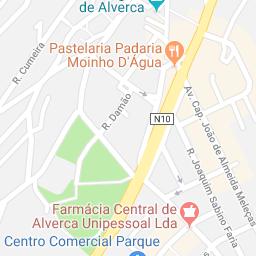 de Alverca
Pastelaria Padaria
Moinho D'Água
R. Cumeira
R. Damão
N10
Av. Cap. João de Almeida Meleças
R. Joaquim Sabino Faria
Farmácia Central de
Alverca Unipessoal Lda
Centro Comercial Parque